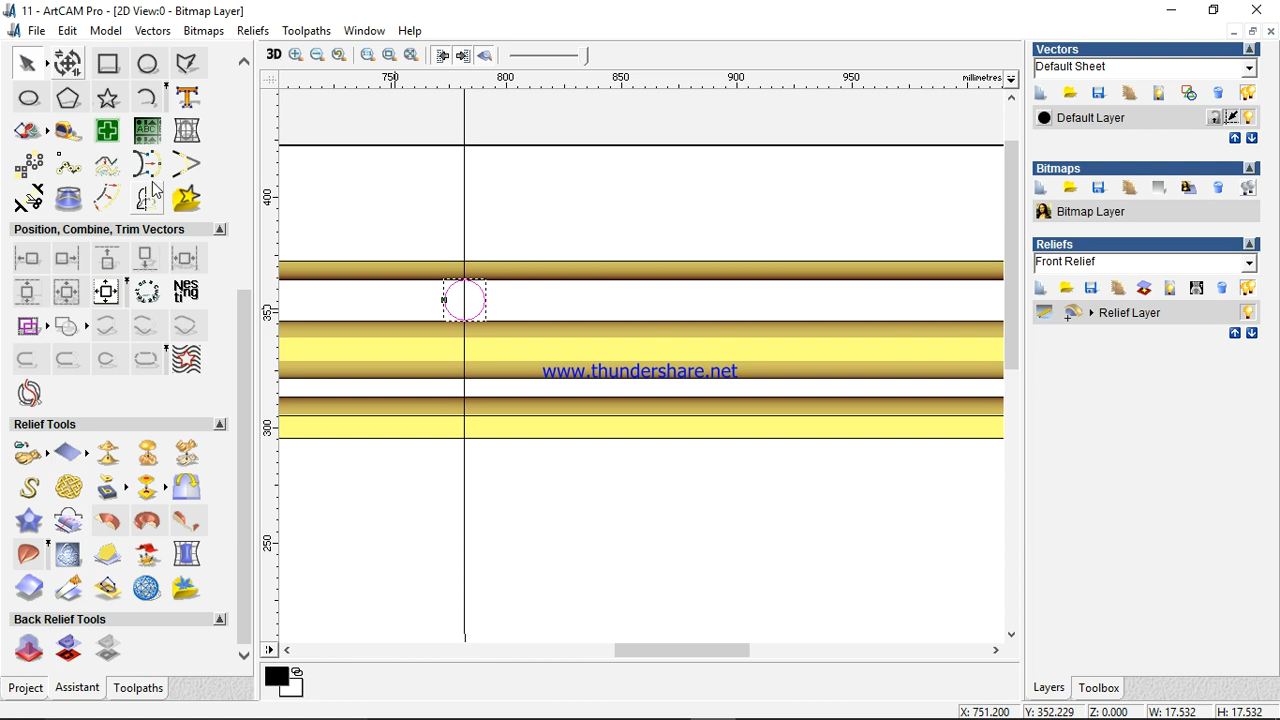 11 - ArtCAM Pro - [2D View:0 - Bitmap Layer]
File Edit Model Vectors Bitmaps Reliefs Toolpaths Window Help
3D
750 800 850 900 950 millimetres
ABC
Position, Combine, Trim Vectors
Nes
ting
Relief Tools
Back Relief Tools
Project Assistant Toolpaths
400
350
300
250
www.thundershare.net
Vectors
Default Sheet
Default Layer
Bitmaps
Bitmap Layer
Reliefs
Front Relief
Relief Layer
Layers Toolbox
X: 751.200 Y: 352.229 Z: 0.000 W: 17.532 H: 17.532